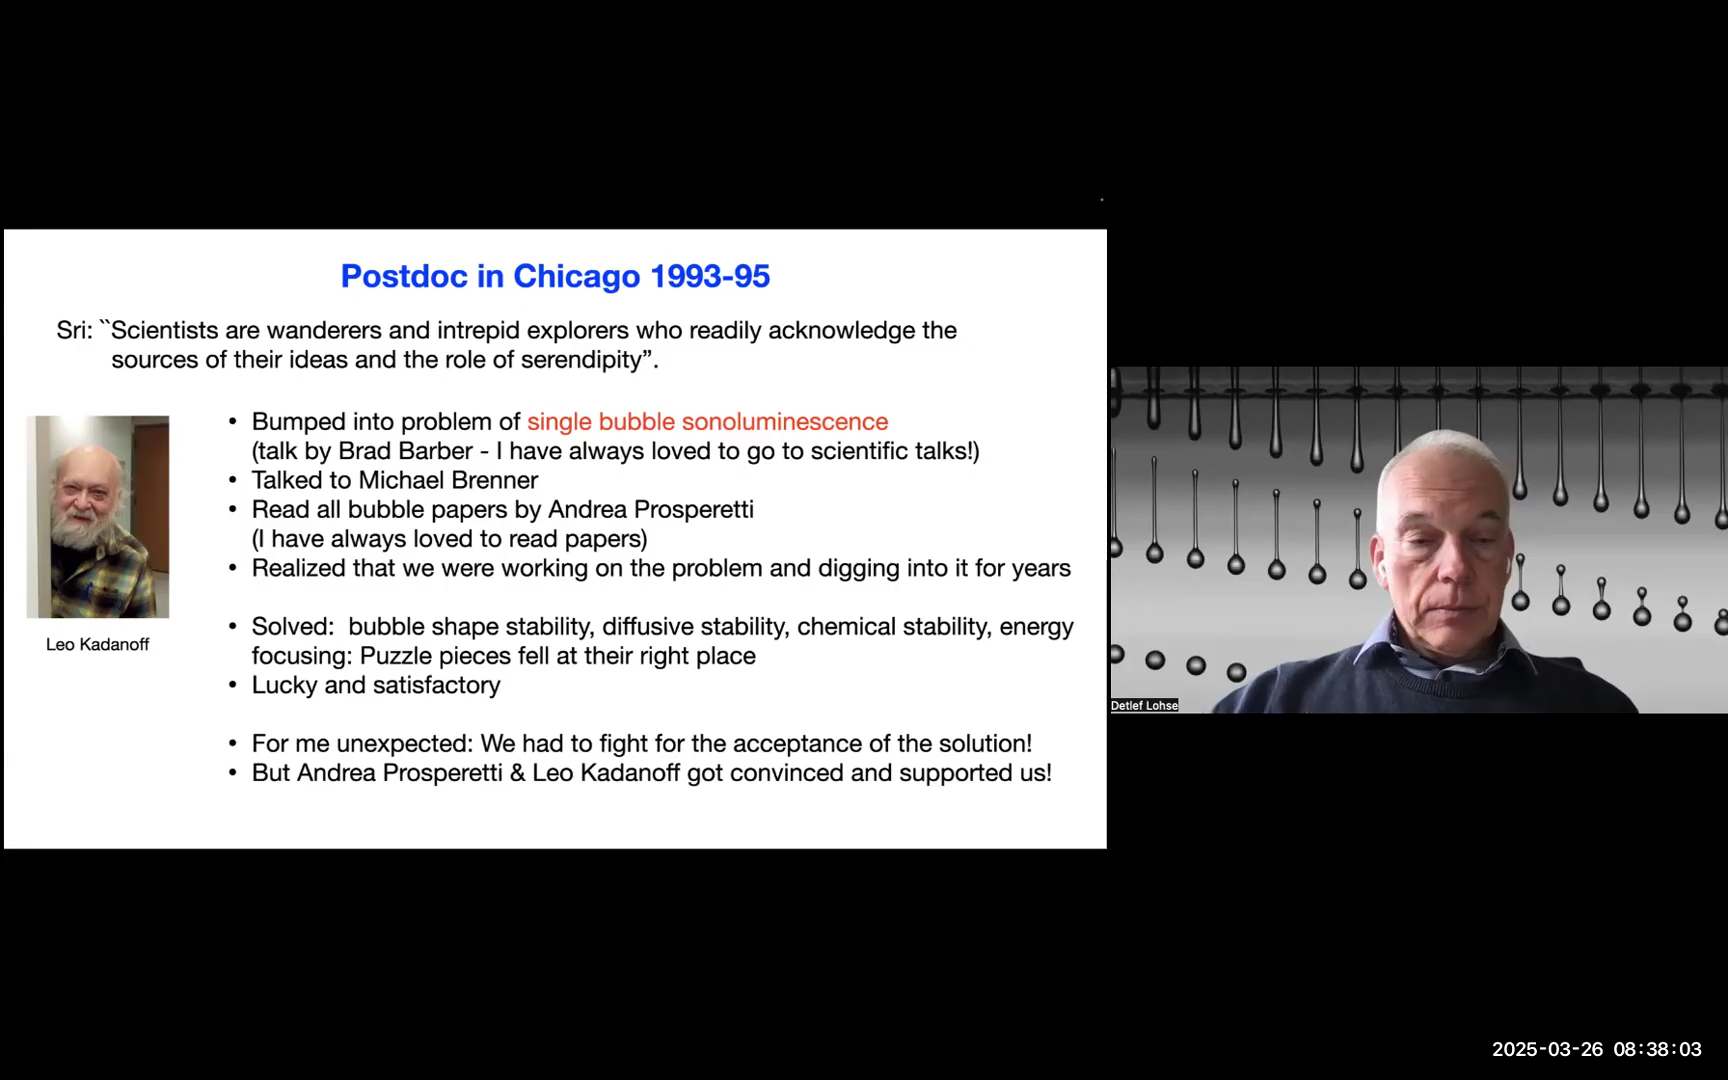 Postdoc in Chicago 1993-95
Sri: ``Scientists are wanderers and intrepid explorers who readily acknowledge the
sources of their ideas and the role of serendipity”.
• Bumped into problem of single bubble sonoluminescence
(talk by Brad Barber - I have always loved to go to scientific talks!)
• Talked to Michael Brenner
• Read all bubble papers by Andrea Prosperetti
(I have always loved to read papers)
• Realized that we were working on the problem and digging into it for years
• Solved: bubble shape stability, diffusive stability, chemical stability, energy
focusing: Puzzle pieces fell at their right place
• Lucky and satisfactory
• For me unexpected: We had to fight for the acceptance of the solution!
• But Andrea Prosperetti & Leo Kadanoff got convinced and supported us!
Leo Kadanoff
Detlef Lohse
2025-03-26 08:38:03